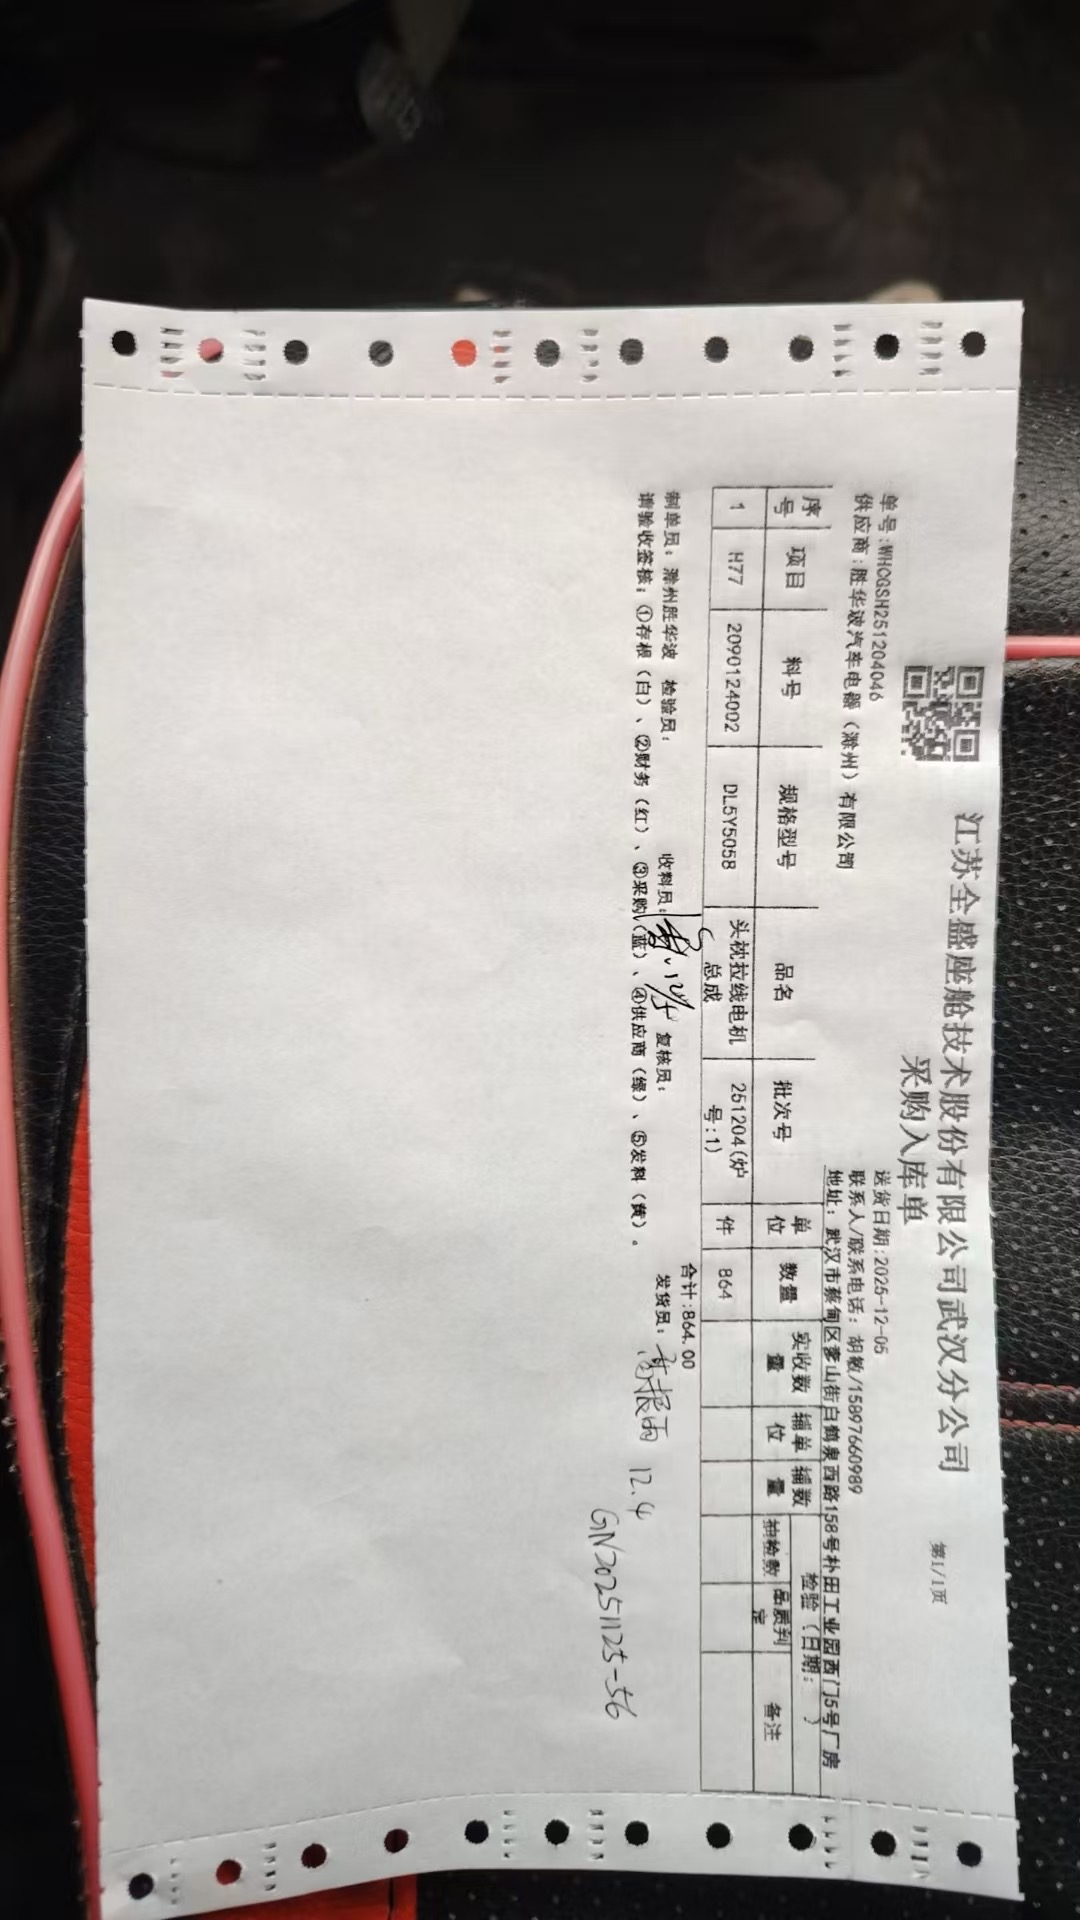 江苏全盛座舱技术股份有限公司武汉分公司
采购入库单
第1/1页
单号:WHCGSH251204046
送货日期:2025-12-05
供应商:胜华波汽车电器（滁州）有限公司
联系人/联系电话: 胡敏/15897660989
地址: 武汉市蔡甸区奓山街白鹤泉西路158号朴田工业园西门5号厂房
序号 项目 料号 规格型号 品名 批次号 单位 数量 实收数量 辅单位 辅数量 检验（日期: ） 抽检数 品质判定 备注
1 H77 2090124002 DL5Y5058 头枕拉线电机总成 251204(炉号:1) 件 864
合计:864.00
制单员: 滁州胜华波 检验员: 收料员: 复核员: 发货员: 高振雨 12.4
请验收签核: ①存根（白）、②财务（红）、③采购（蓝）、④供应商（绿）、⑤发料（黄）。
GN20251125-56